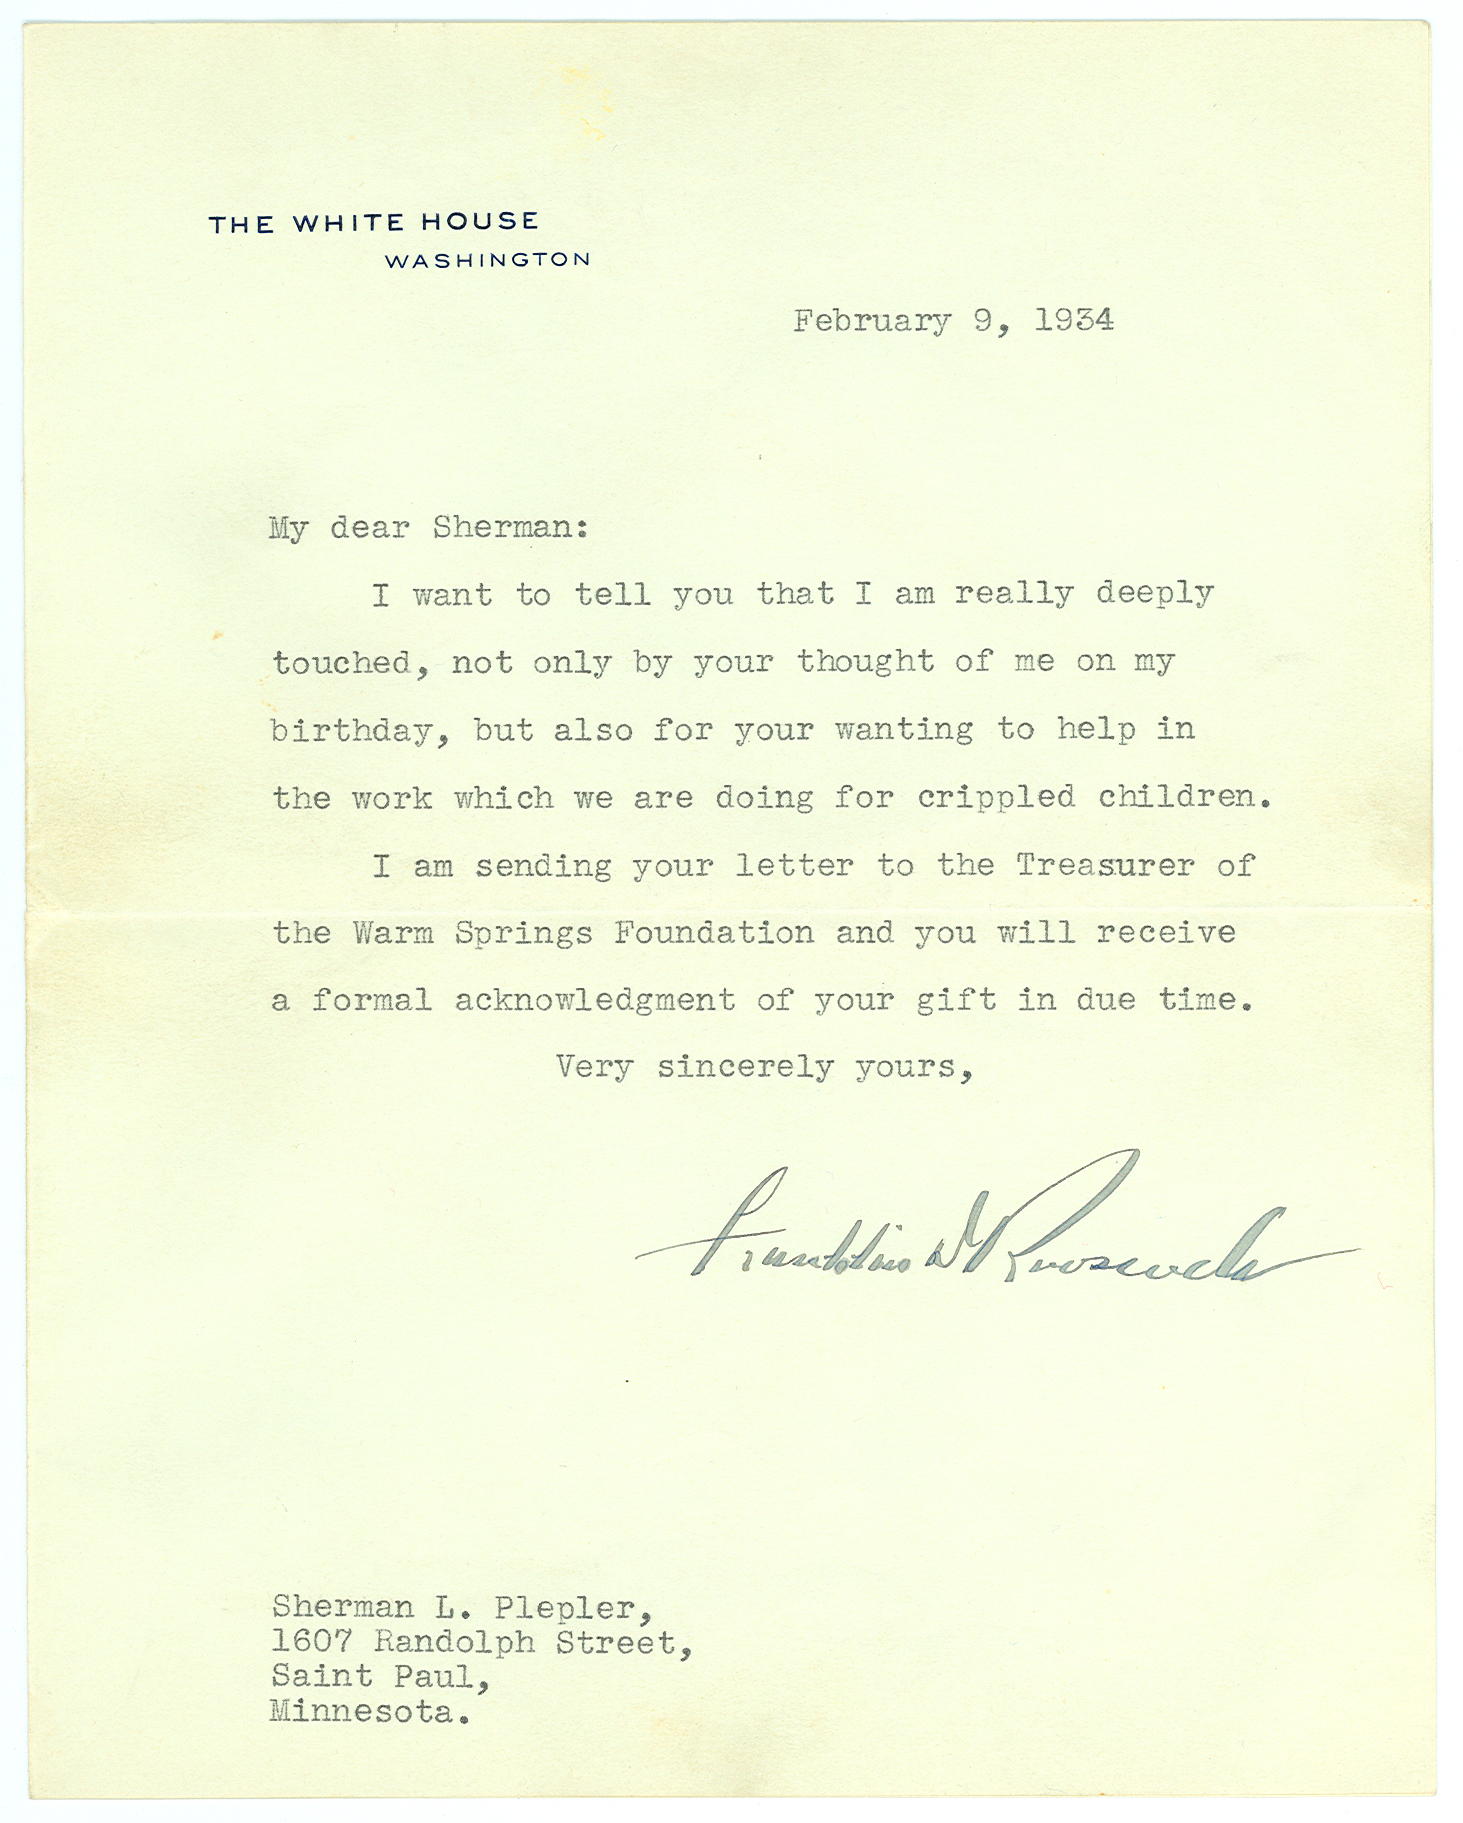 THE WHITE HOUSE
WASHINGTON
February 9, 1934
My dear Sherman:
I want to tell you that I am really deeply
touched, not only by your thought of me on my
birthday, but also for your wanting to help in
the work which we are doing for crippled children.
I am sending your letter to the Treasurer of
the Warm Springs Foundation and you will receive
a formal acknowledgment of your gift in due time.
Very sincerely yours,
Franklin D Roosevelt
Sherman L. Plepler,
1607 Randolph Street,
Saint Paul,
Minnesota.